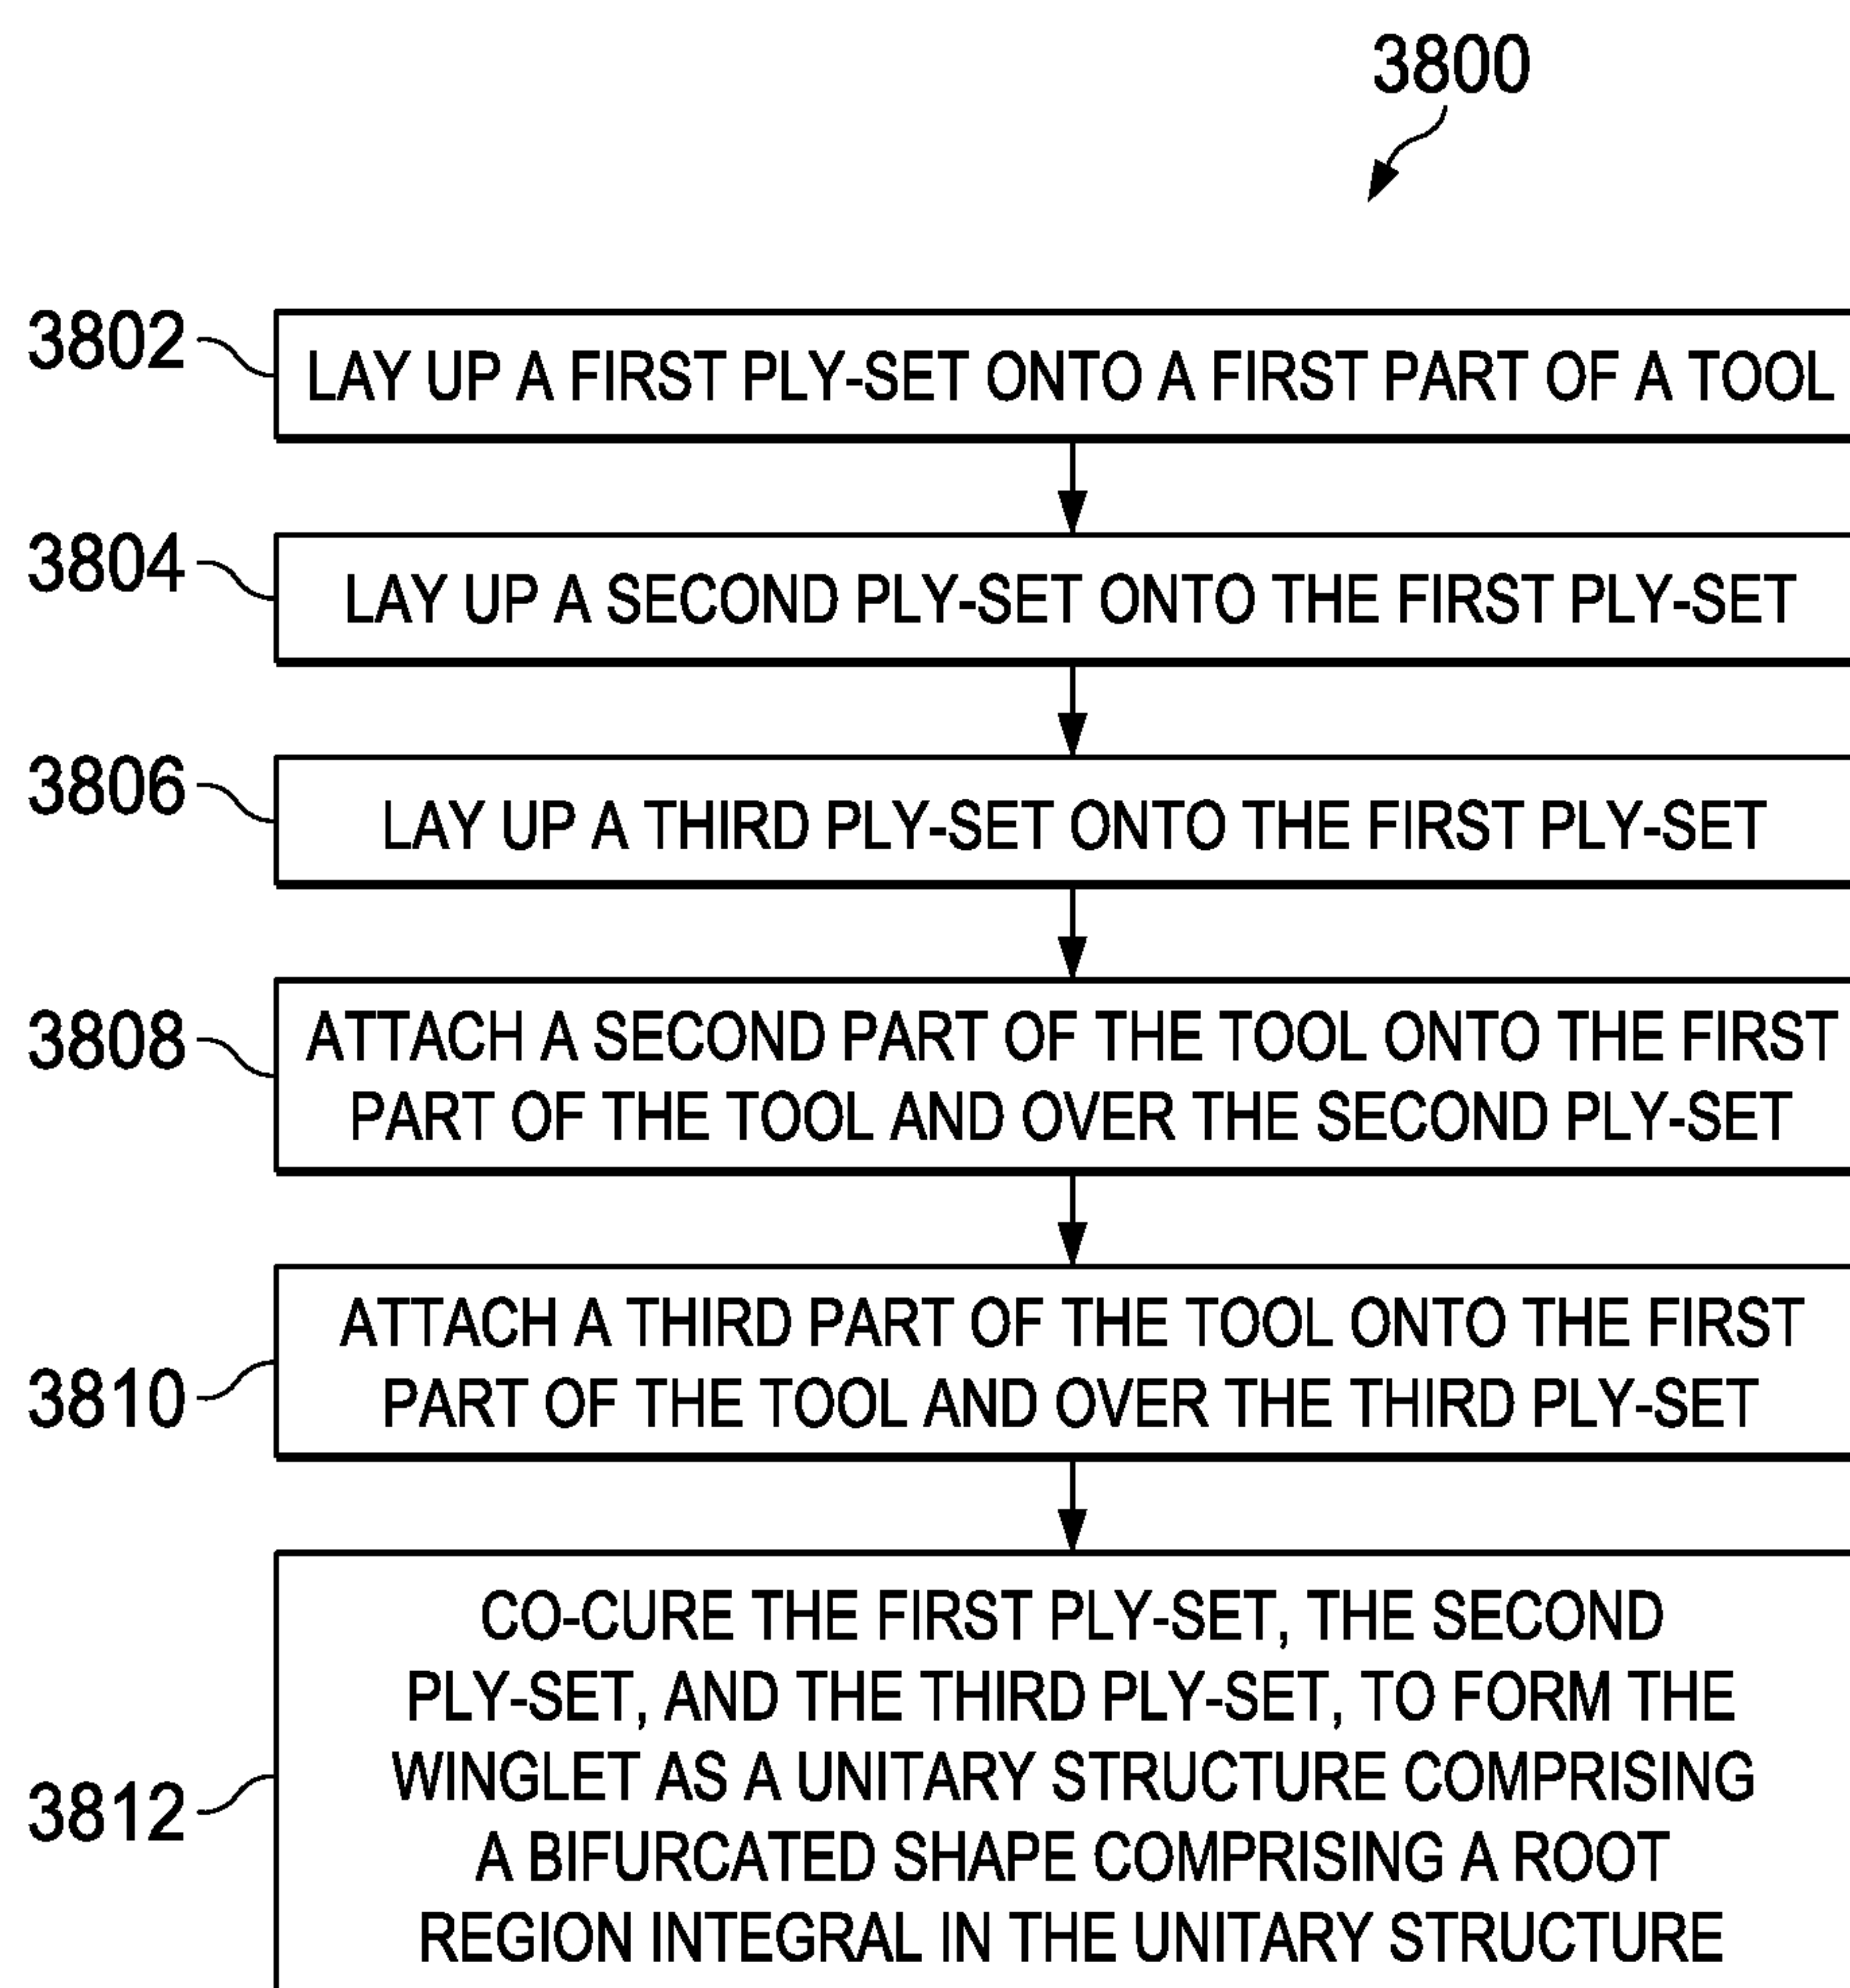 3800
3802
LAY UP A FIRST PLY-SET ONTO A FIRST PART OF A TOOL
3804
LAY UP A SECOND PLY-SET ONTO THE FIRST PLY-SET
3806
LAY UP A THIRD PLY-SET ONTO THE FIRST PLY-SET
3808
ATTACH A SECOND PART OF THE TOOL ONTO THE FIRST
PART OF THE TOOL AND OVER THE SECOND PLY-SET
3810
ATTACH A THIRD PART OF THE TOOL ONTO THE FIRST
PART OF THE TOOL AND OVER THE THIRD PLY-SET
3812
CO-CURE THE FIRST PLY-SET, THE SECOND
PLY-SET, AND THE THIRD PLY-SET, TO FORM THE
WINGLET AS A UNITARY STRUCTURE COMPRISING
A BIFURCATED SHAPE COMPRISING A ROOT
REGION INTEGRAL IN THE UNITARY STRUCTURE